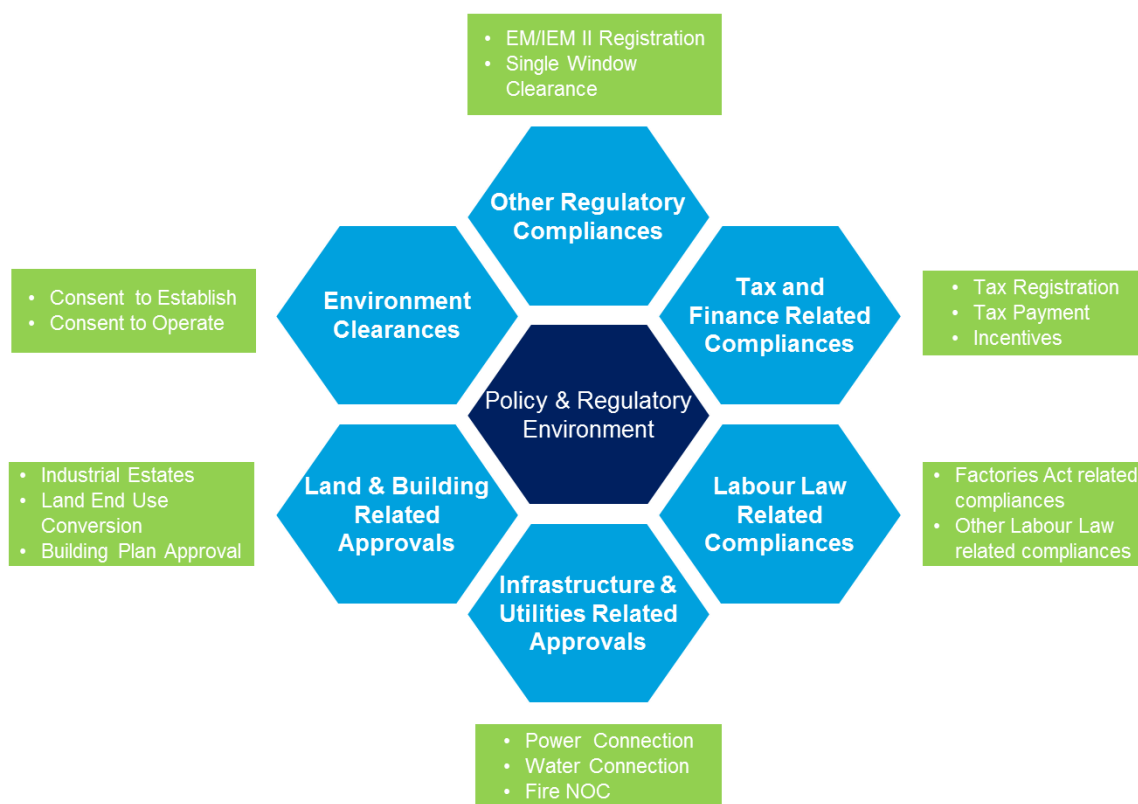 • EM/IEM II Registration
• Single Window
Clearance
Other Regulatory
Compliances
• Consent to Establish
• Consent to Operate
Environment
Clearances
Tax and
Finance Related
Compliances
• Tax Registration
• Tax Payment
• Incentives
Policy & Regulatory
Environment
• Industrial Estates
• Land End Use
Conversion
• Building Plan Approval
Land & Building
Related
Approvals
Labour Law
Related
Compliances
• Factories Act related
compliances
• Other Labour Law
related compliances
Infrastructure &
Utilities Related
Approvals
• Power Connection
• Water Connection
• Fire NOC